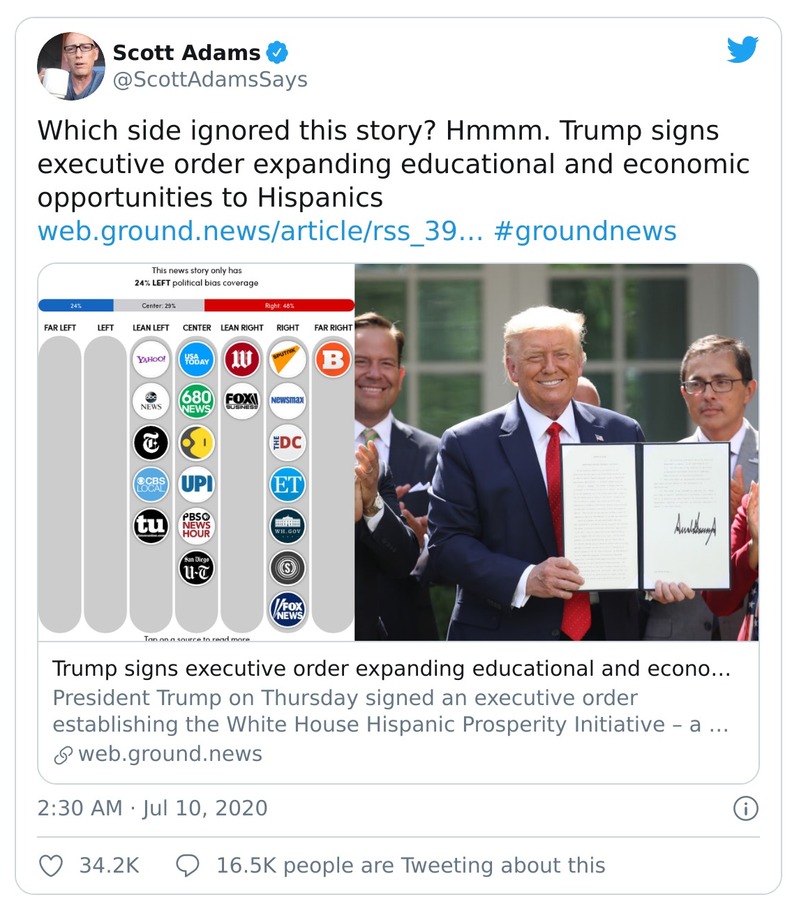 Scott Adams
@ScottAdamsSays
Which side ignored this story? Hmmm. Trump signs
executive order expanding educational and economic
opportunities to Hispanics
web.ground.news/article/rss_39… #groundnews
This news story only has
24% LEFT political bias coverage
24% Center: 29% Right: 48%
FAR LEFT LEFT LEAN LEFT CENTER LEAN RIGHT RIGHT FAR RIGHT
YAHOO! USA TODAY W SPUTNIK B
abc NEWS 680 NEWS FOX BUSINESS NEWSMAX
T THE DC
CBS LOCAL UPI ET
tu PBS NEWS HOUR WH.GOV
San Diego U-T S
FOX NEWS
Tap on a source to read more
Trump signs executive order expanding educational and econo…
President Trump on Thursday signed an executive order
establishing the White House Hispanic Prosperity Initiative – a …
web.ground.news
2:30 AM · Jul 10, 2020
34.2K 16.5K people are Tweeting about this